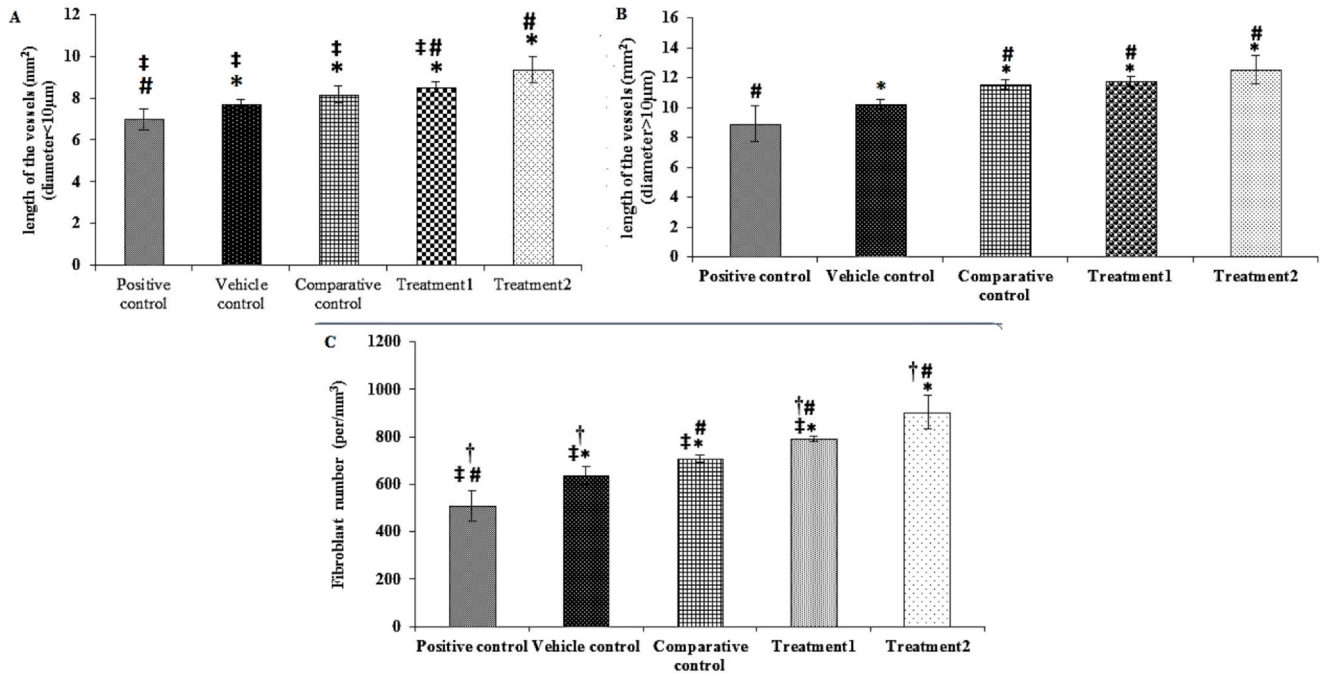 A
length of the vessels (mm²)
(diameter<10µm)
12
10
8
6
4
2
0
‡
#
‡
*
‡
*
‡#
*
#
*
Positive
control
Vehicle
control
Comparative
control
Treatment1
Treatment2
B
length of the vessels (mm²)
(diameter>10µm)
16
14
12
10
8
6
4
2
0
#
*
#
*
#
*
#
*
Positive control
Vehicle control
Comparative
control
Treatment1
Treatment2
C
Fibroblast number (per/mm³)
1200
1000
800
600
400
200
0
†
‡#
†
‡*
#
‡*
†#
‡*
†#
*
Positive control
Vehicle control
Comparative
control
Treatment1
Treatment2